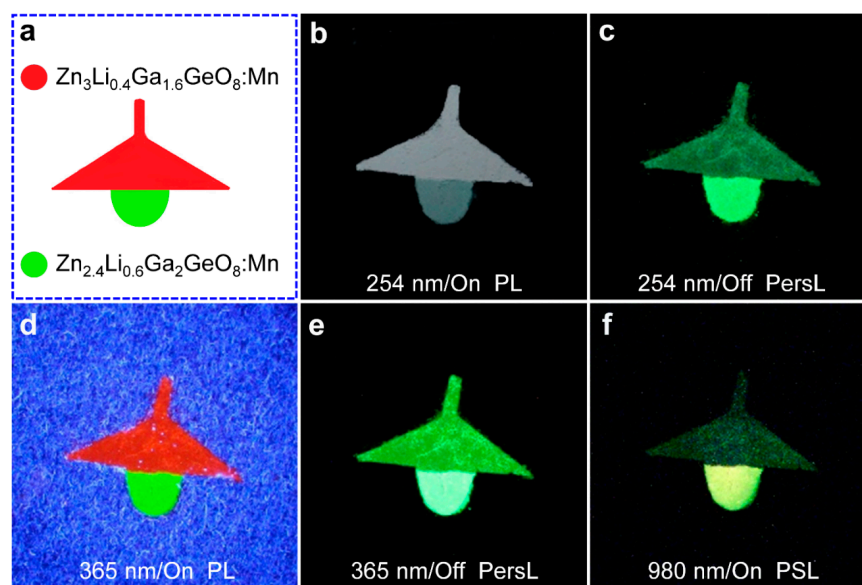 a
Zn₃Li₀.₄Ga₁.₆GeO₈:Mn
Zn₂.₄Li₀.₆Ga₂GeO₈:Mn
b
254 nm/On PL
c
254 nm/Off PersL
d
365 nm/On PL
e
365 nm/Off PersL
f
980 nm/On PSL